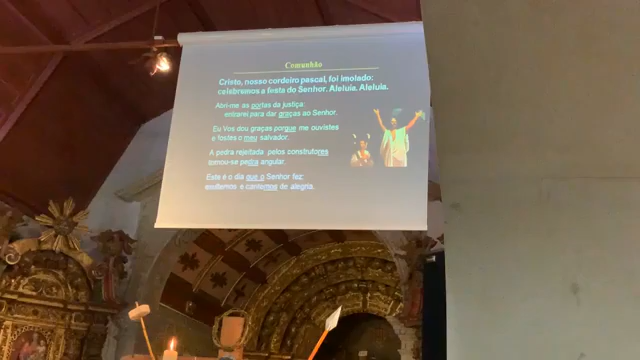 Comunhão
Cristo, nosso cordeiro pascal, foi imolado:
celebremos a festa do Senhor. Aleluia. Aleluia.
Abri-me as portas da justiça:
entrarei para dar graças ao Senhor.
Eu Vos dou graças porque me ouvistes
e fostes o meu salvador.
A pedra rejeitada pelos construtores
tornou-se pedra angular.
Este é o dia que o Senhor fez:
exultemos e cantemos de alegria.